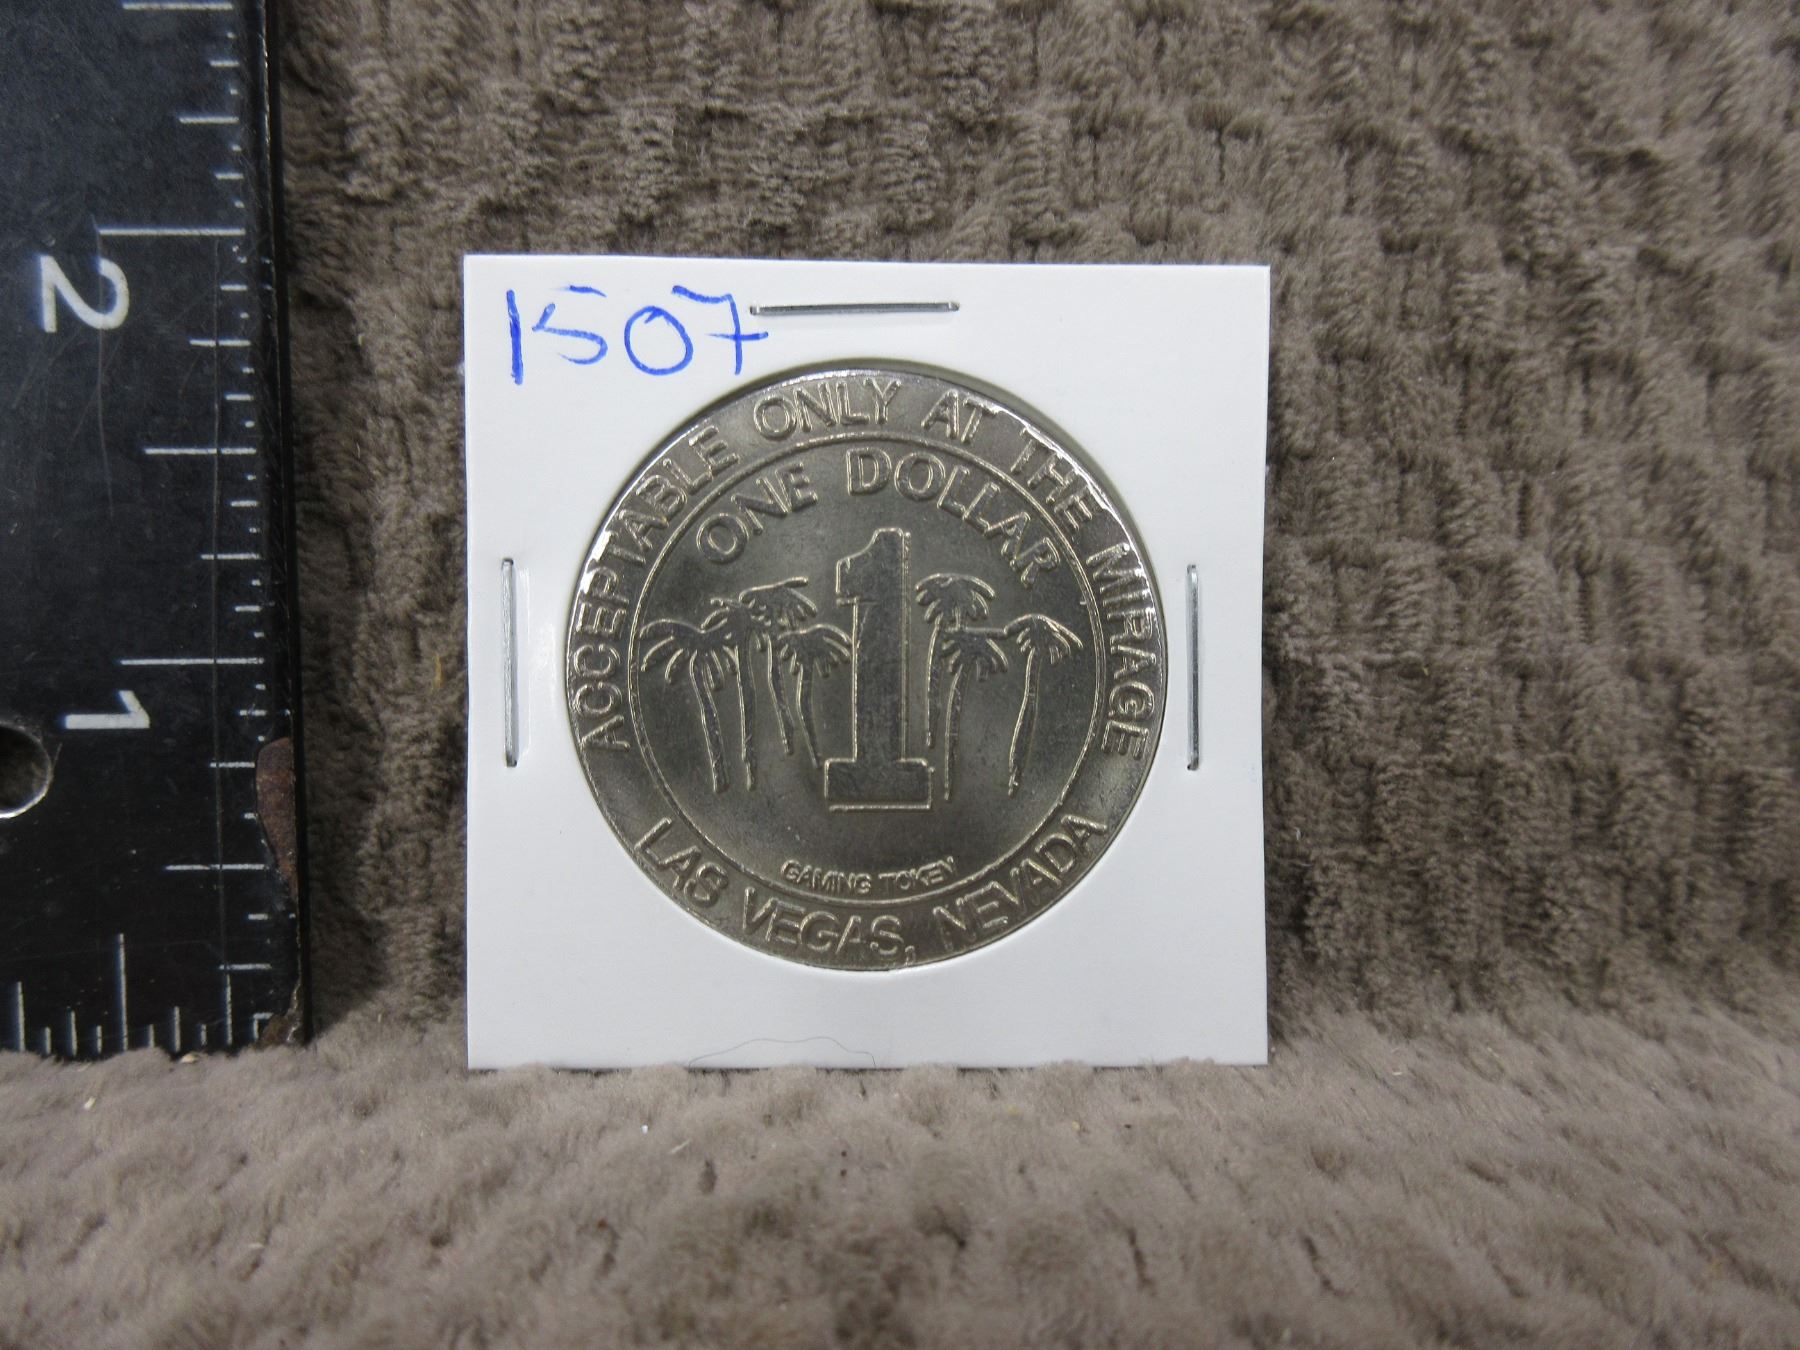 1507
ACCEPTABLE ONLY AT THE MIRAGE
ONE DOLLAR
1
GAMING TOKEN
LAS VEGAS, NEVADA
2
1